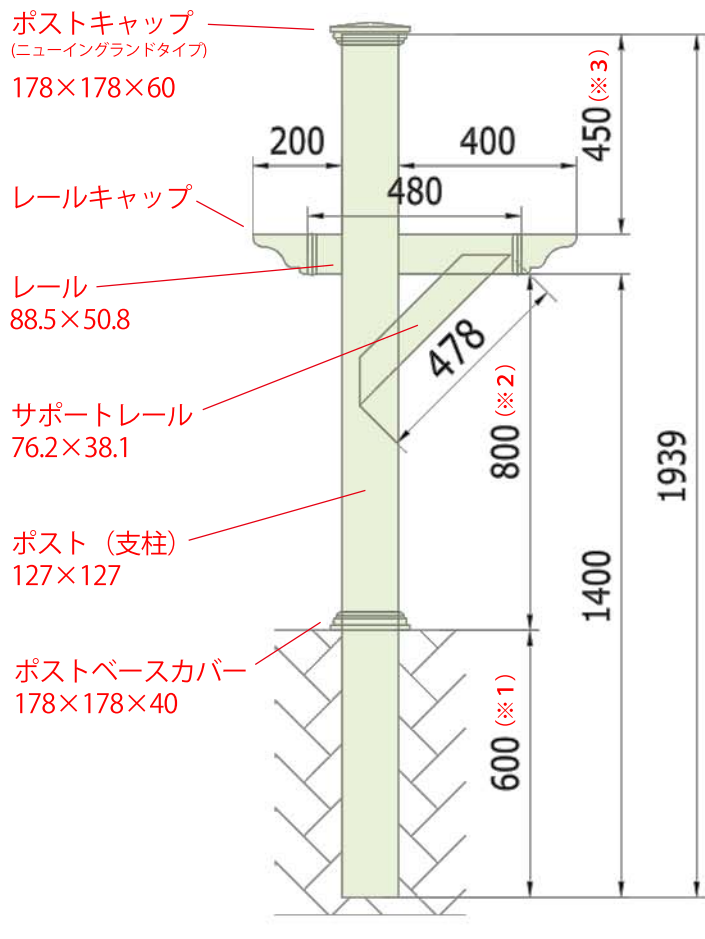 ポストキャップ
(ニューイングランドタイプ)
178×178×60
200
400
450(※3)
480
レールキャップ
レール
88.5×50.8
478
サポートレール
76.2×38.1
800(※2)
1939
ポスト（支柱）
127×127
1400
ポストベースカバー
178×178×40
600(※1)